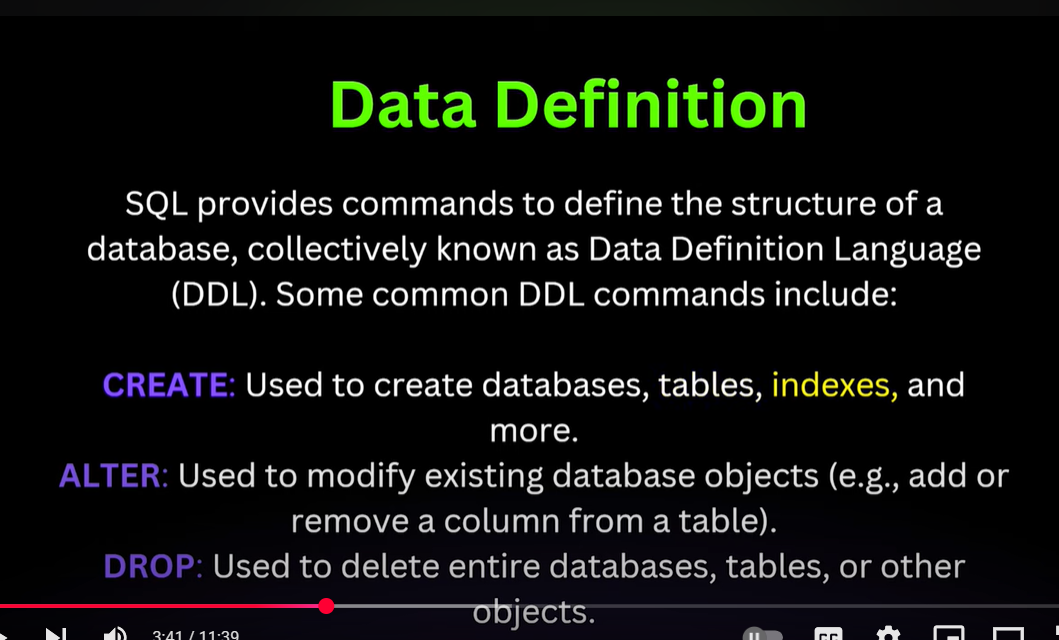 Data Definition
SQL provides commands to define the structure of a
database, collectively known as Data Definition Language
(DDL). Some common DDL commands include:
CREATE: Used to create databases, tables, indexes, and
more.
ALTER: Used to modify existing database objects (e.g., add or
remove a column from a table).
DROP: Used to delete entire databases, tables, or other
objects.
3:41 / 11:39
CC